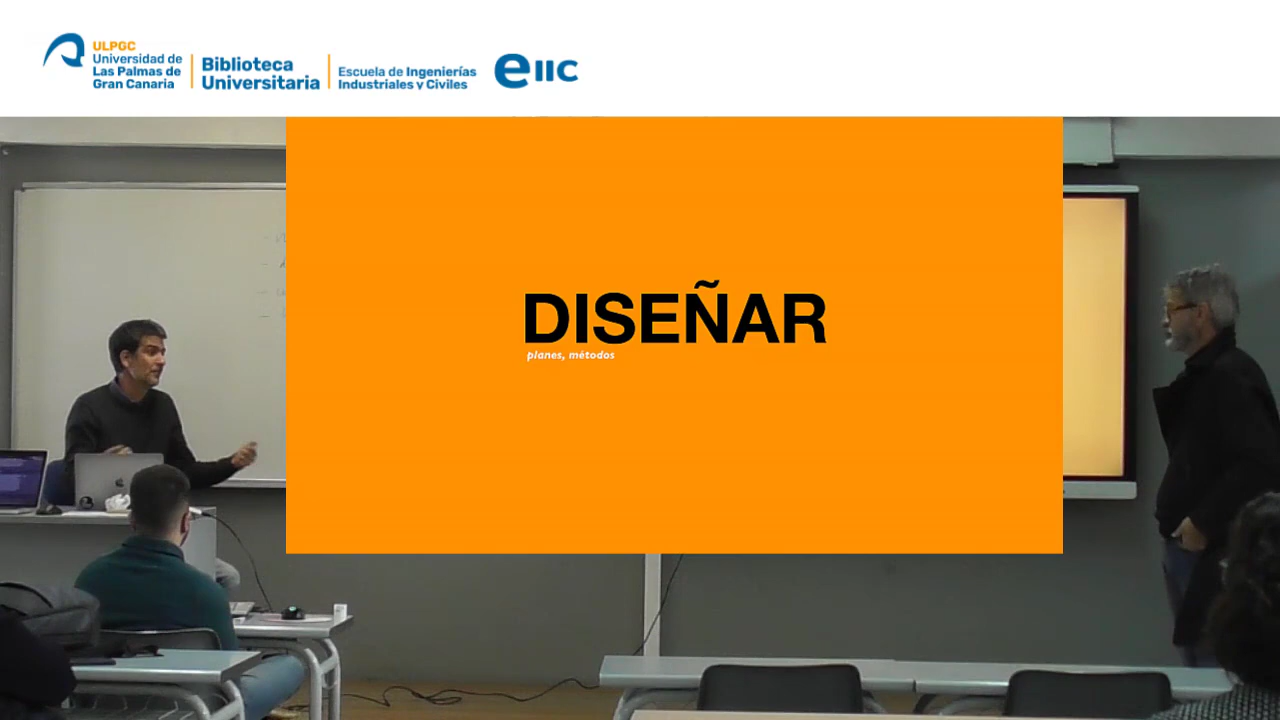 ULPGC
Universidad de
Las Palmas de
Gran Canaria
Biblioteca
Universitaria
Escuela de Ingenierías
Industriales y Civiles
eiic
DISEÑAR
planes, métodos